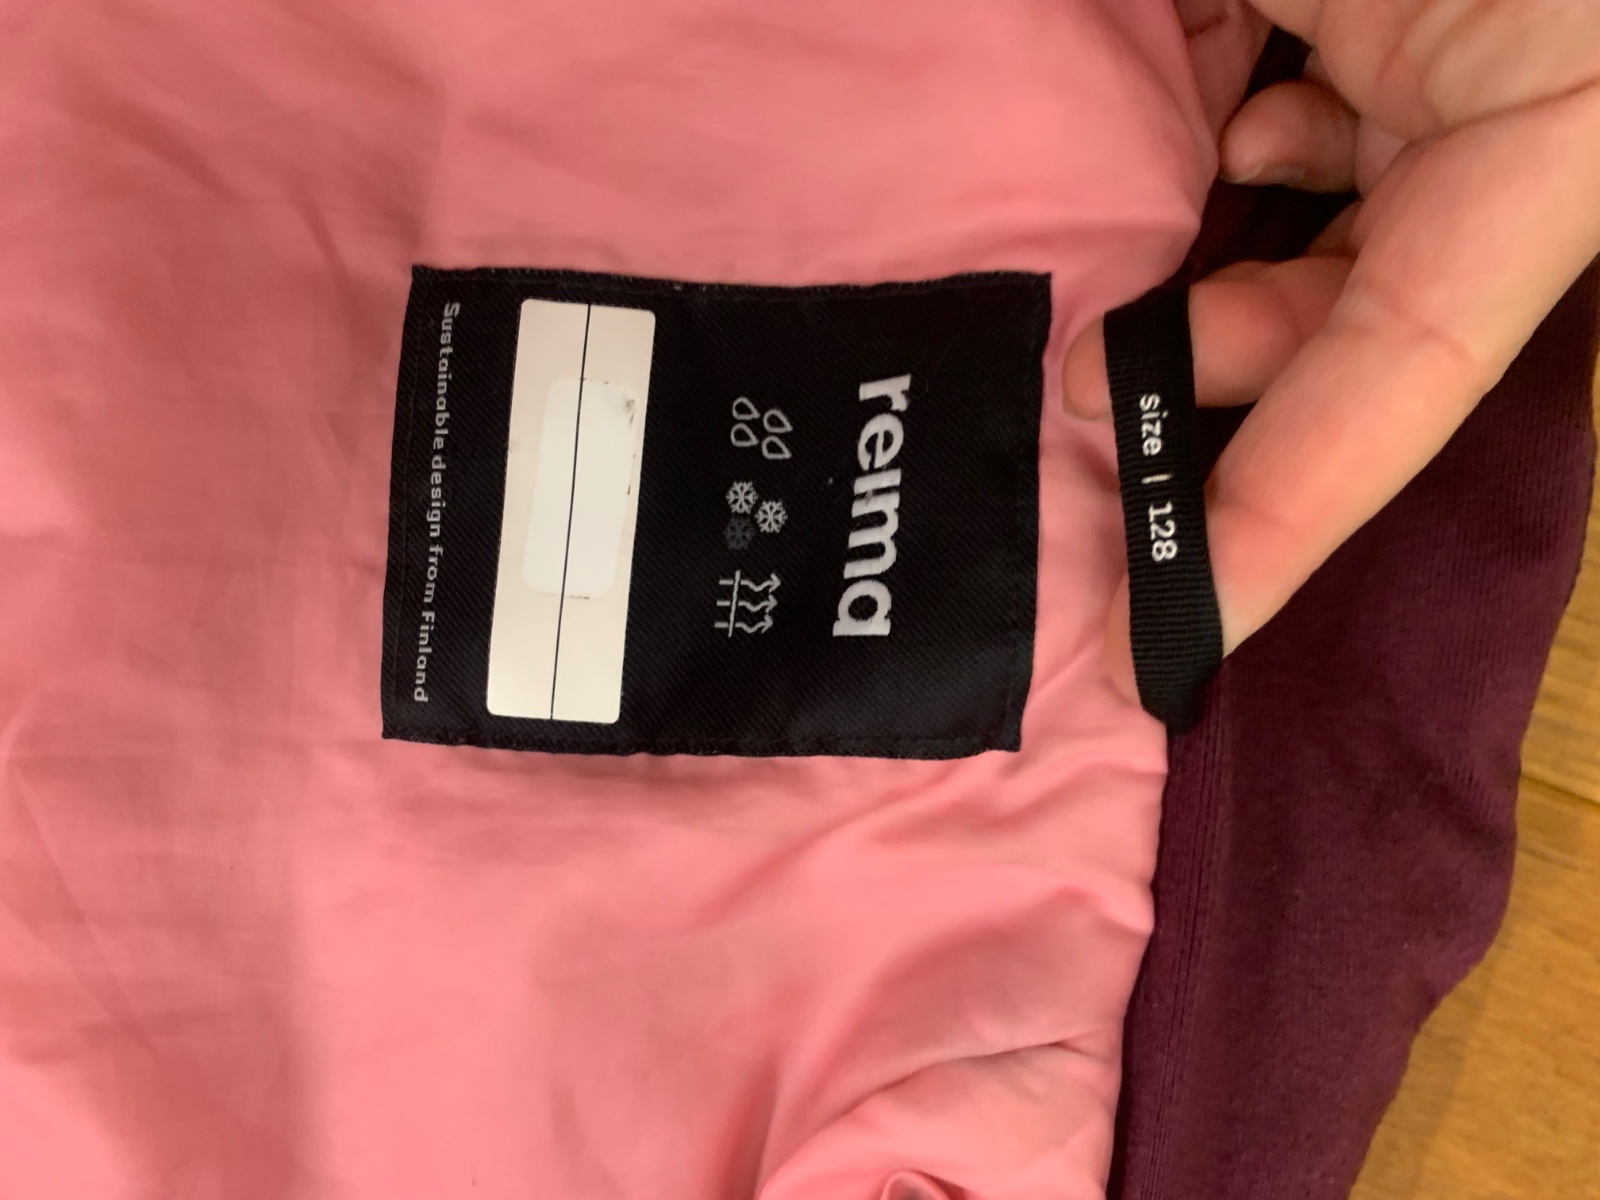 size | 128
reima
Sustainable design from Finland